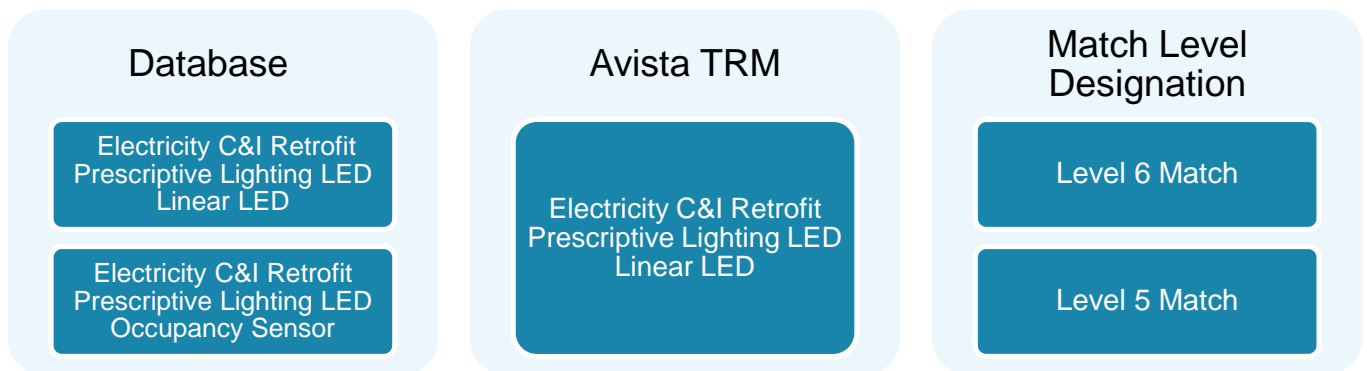 Database
Electricity C&I Retrofit
Prescriptive Lighting LED
Linear LED
Electricity C&I Retrofit
Prescriptive Lighting LED
Occupancy Sensor
Avista TRM
Electricity C&I Retrofit
Prescriptive Lighting LED
Linear LED
Match Level
Designation
Level 6 Match
Level 5 Match